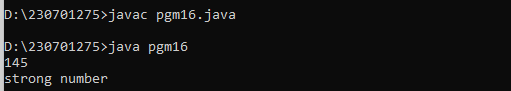 D:\230701275>javac pgm16.java
D:\230701275>java pgm16
145
strong number